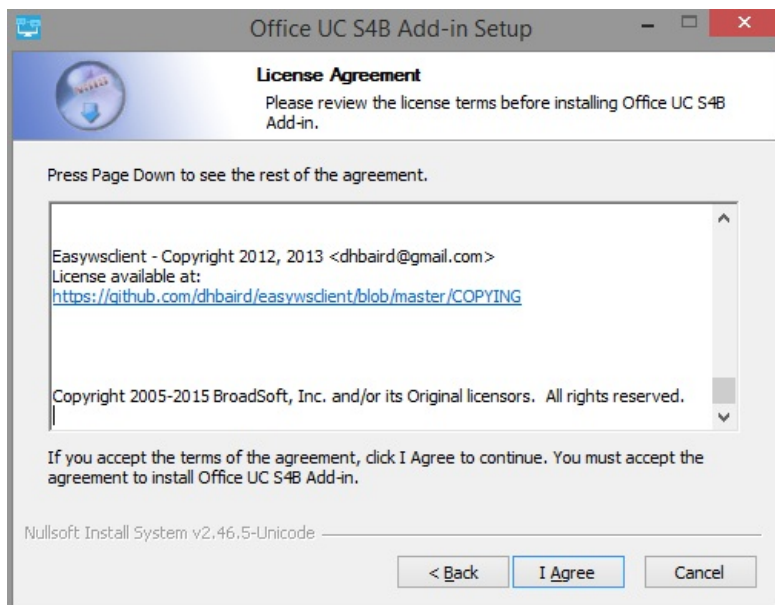 Office UC S4B Add-in Setup
License Agreement
Please review the license terms before installing Office UC S4B
Add-in.
Press Page Down to see the rest of the agreement.
Easywsclient - Copyright 2012, 2013 <dhbaird@gmail.com>
License available at:
https://github.com/dhbaird/easywsclient/blob/master/COPYING
Copyright 2005-2015 BroadSoft, Inc. and/or its Original licensors.  All rights reserved.
If you accept the terms of the agreement, click I Agree to continue. You must accept the
agreement to install Office UC S4B Add-in.
Nullsoft Install System v2.46.5-Unicode
< Back
I Agree
Cancel